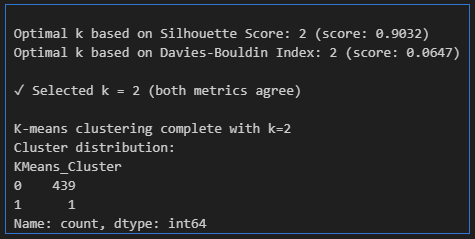 Optimal k based on Silhouette Score: 2 (score: 0.9032)
Optimal k based on Davies-Bouldin Index: 2 (score: 0.0647)
✓ Selected k = 2 (both metrics agree)
K-means clustering complete with k=2
Cluster distribution:
KMeans_Cluster
0    439
1      1
Name: count, dtype: int64